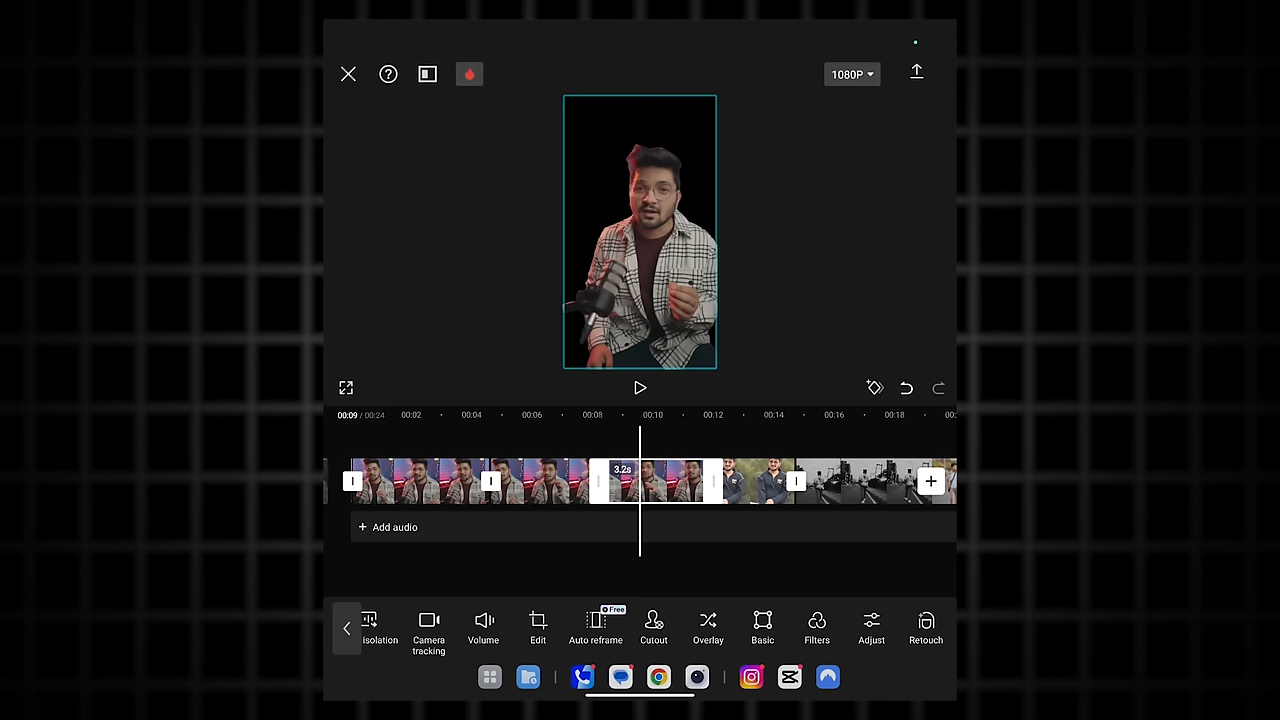 1080P
00:09 / 00:24 00:02 00:04 00:06 00:08 00:10 00:12 00:14 00:16 00:18 00:
3.2s
+ Add audio
Free
isolation Camera tracking Volume Edit Auto reframe Cutout Overlay Basic Filters Adjust Retouch